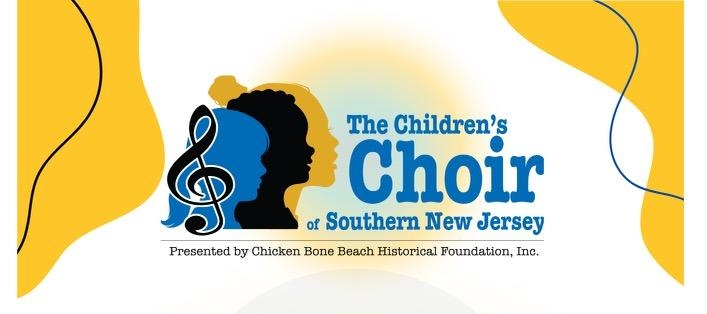 The Children's
Choir
of Southern New Jersey
Presented by Chicken Bone Beach Historical Foundation, Inc.